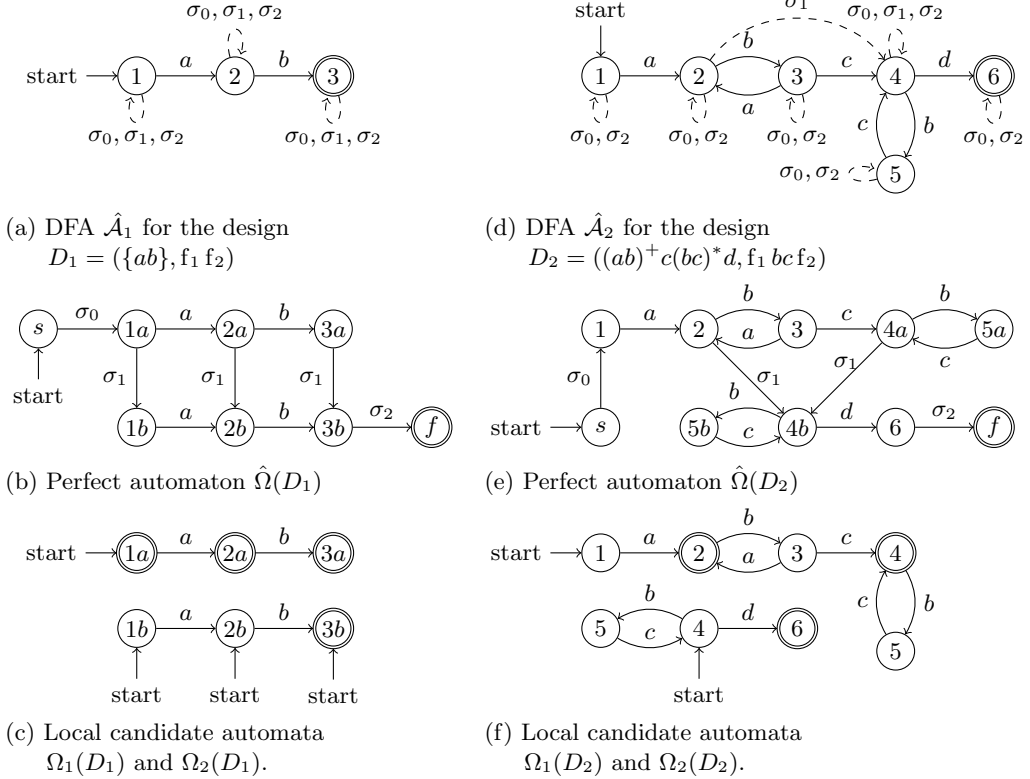 σ₀, σ₁, σ₂
start 1 a 2 b 3
σ₀, σ₁, σ₂ σ₀, σ₁, σ₂
(a) DFA Â₁ for the design
D₁ = ({ab}, f₁ f₂)
start σ₁ σ₀, σ₁, σ₂
1 a 2 b a 3 c 4 d 6
σ₀, σ₂ σ₀, σ₂ σ₀, σ₂ c b σ₀, σ₂
σ₀, σ₂ 5
(d) DFA Â₂ for the design
D₂ = ((ab)⁺c(bc)*d, f₁ bc f₂)
s σ₀ 1a a 2a b 3a
start σ₁ σ₁ σ₁
1b a 2b b 3b σ₂ f
(b) Perfect automaton Ω̂(D₁)
1 a 2 b a 3 c 4a b c 5a
σ₀ σ₁ σ₁
start s 5b b c 4b d 6 σ₂ f
(e) Perfect automaton Ω̂(D₂)
start 1a a 2a b 3a
1b a 2b b 3b
start start start
(c) Local candidate automata
Ω₁(D₁) and Ω₂(D₁).
start 1 a 2 b a 3 c 4
5 b c 4 d 6 c b
start 5
(f) Local candidate automata
Ω₁(D₂) and Ω₂(D₂).